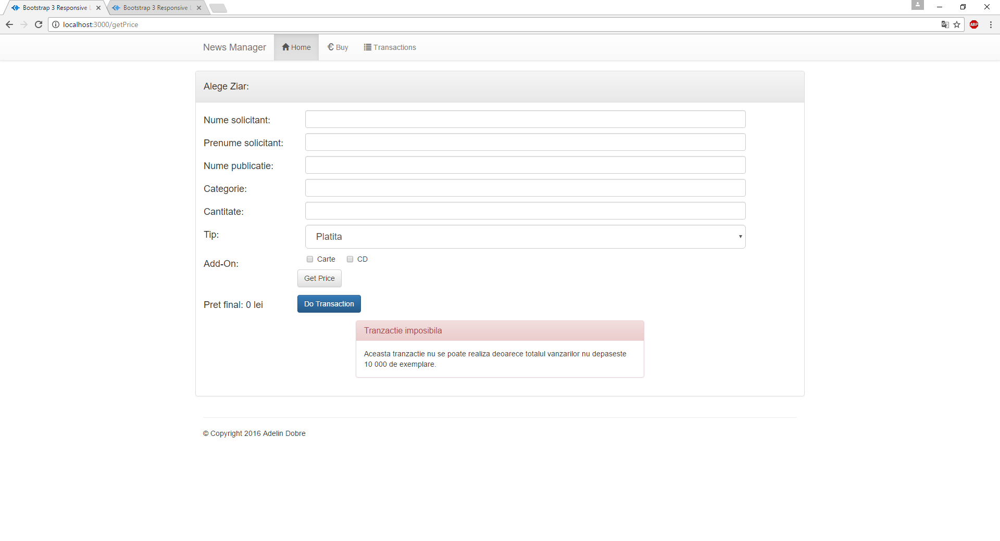 Bootstrap 3 Responsive L
Bootstrap 3 Responsive L
localhost:3000/getPrice
ABP
News Manager
Home
€ Buy
Transactions
Alege Ziar:
Nume solicitant:
Prenume solicitant:
Nume publicatie:
Categorie:
Cantitate:
Tip:
Platita
Add-On:
Carte
CD
Get Price
Pret final: 0 lei
Do Transaction
Tranzactie imposibila
Aceasta tranzactie nu se poate realiza deoarece totalul vanzarilor nu depaseste
10 000 de exemplare.
© Copyright 2016 Adelin Dobre